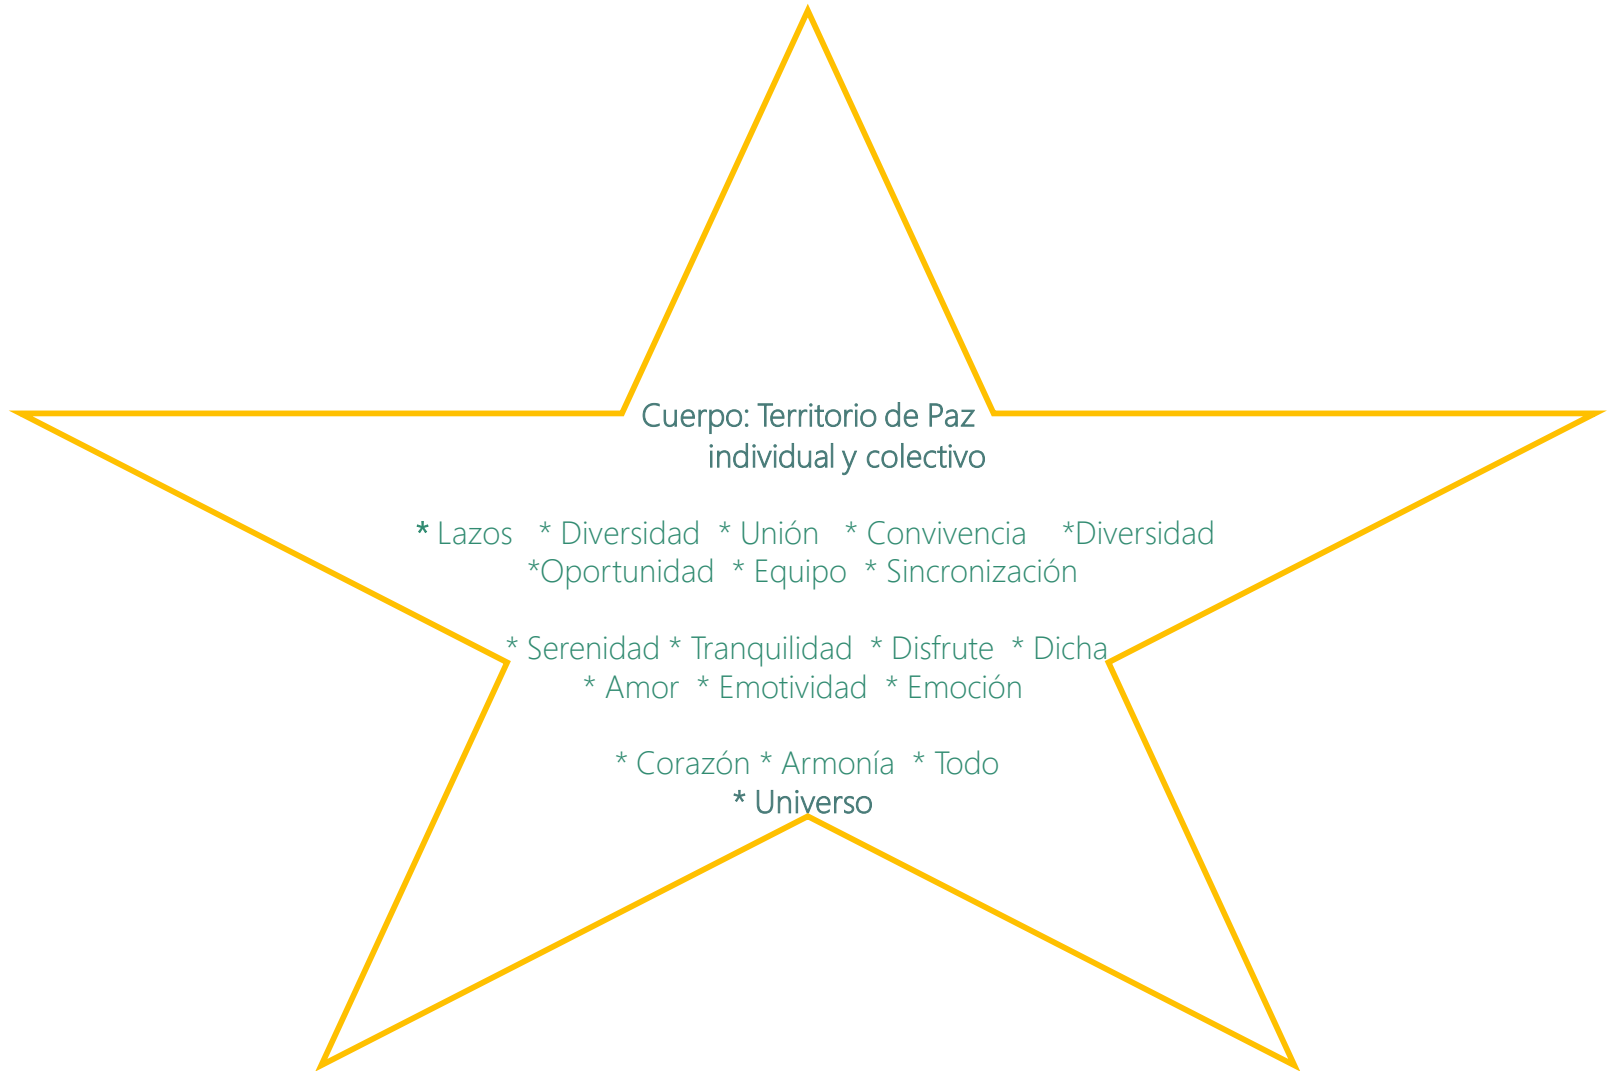 Cuerpo: Territorio de Paz
individual y colectivo
* Lazos * Diversidad * Unión * Convivencia *Diversidad
*Oportunidad * Equipo * Sincronización
* Serenidad * Tranquilidad * Disfrute * Dicha
* Amor * Emotividad * Emoción
* Corazón * Armonía * Todo
* Universo